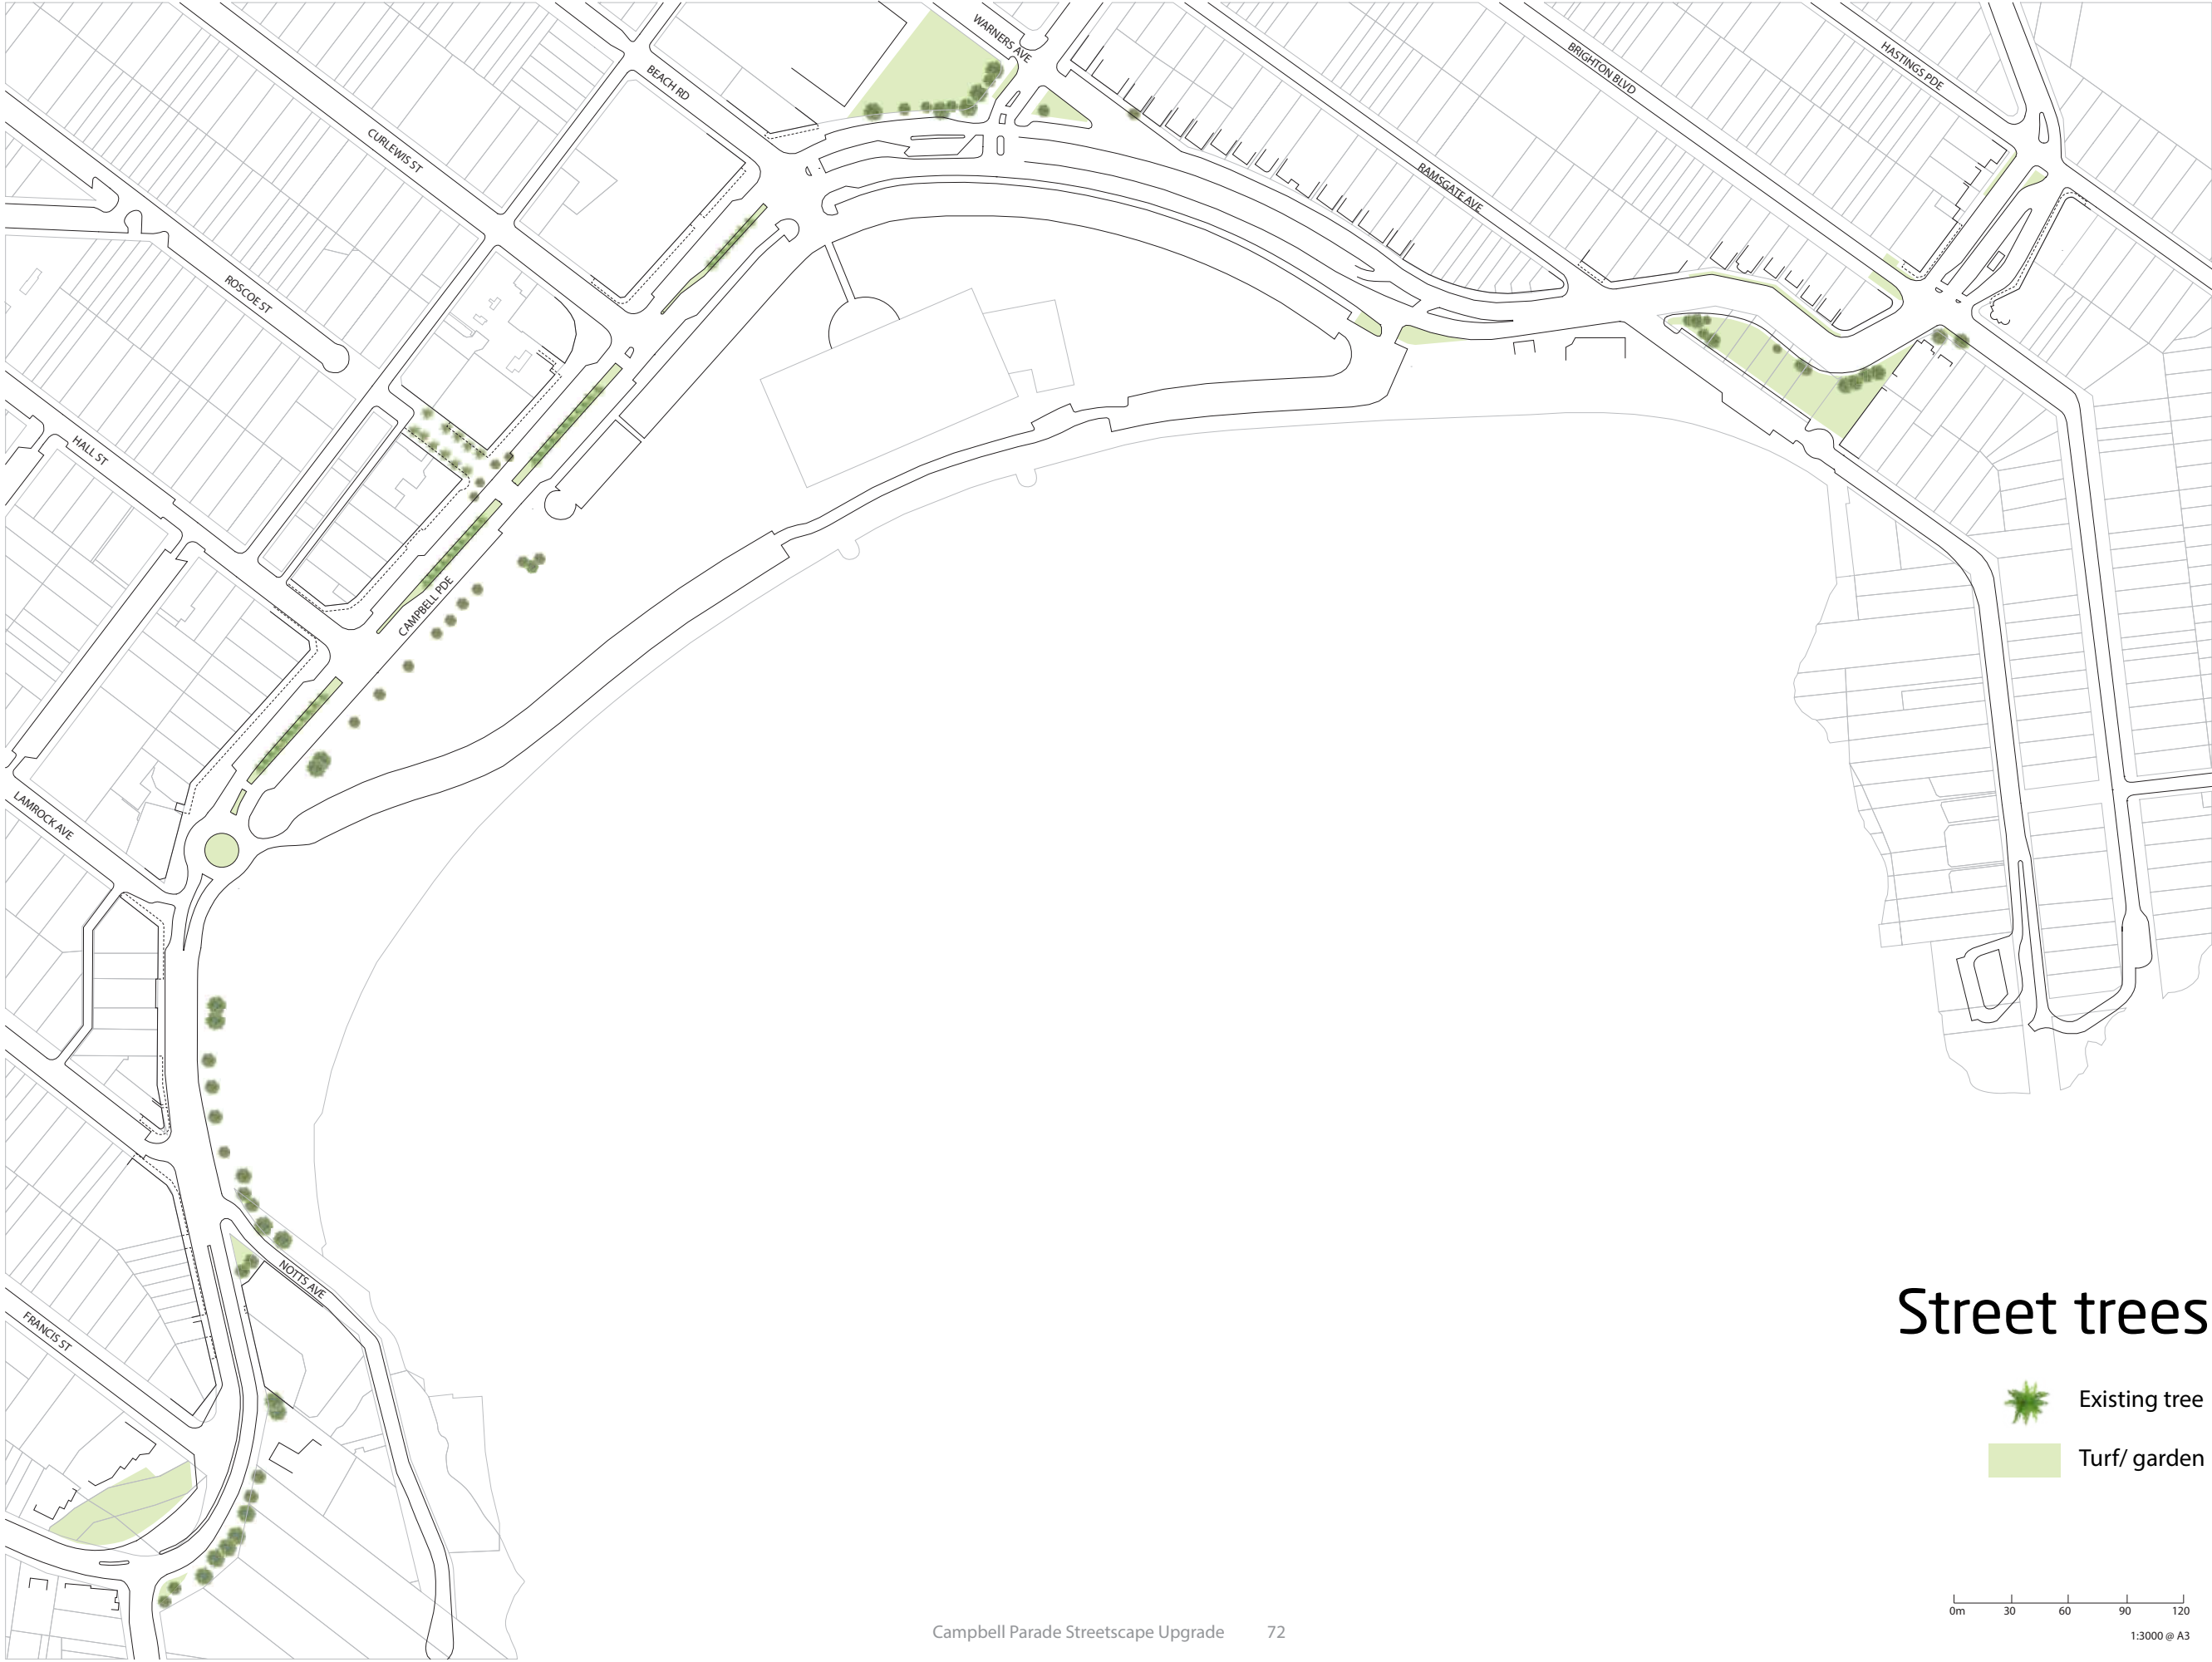 WARNERS AVE
BEACH RD
CURLEWIS ST
BRIGHTON BLVD
HASTINGS PDE
RAMSGATE AVE
ROSCOE ST
HALL ST
CAMPBELL PDE
LAMROCK AVE
NOTTS AVE
FRANCIS ST
Street trees
Existing tree
Turf/ garden
0m 30 60 90 120
1:3000 @ A3
Campbell Parade Streetscape Upgrade 72